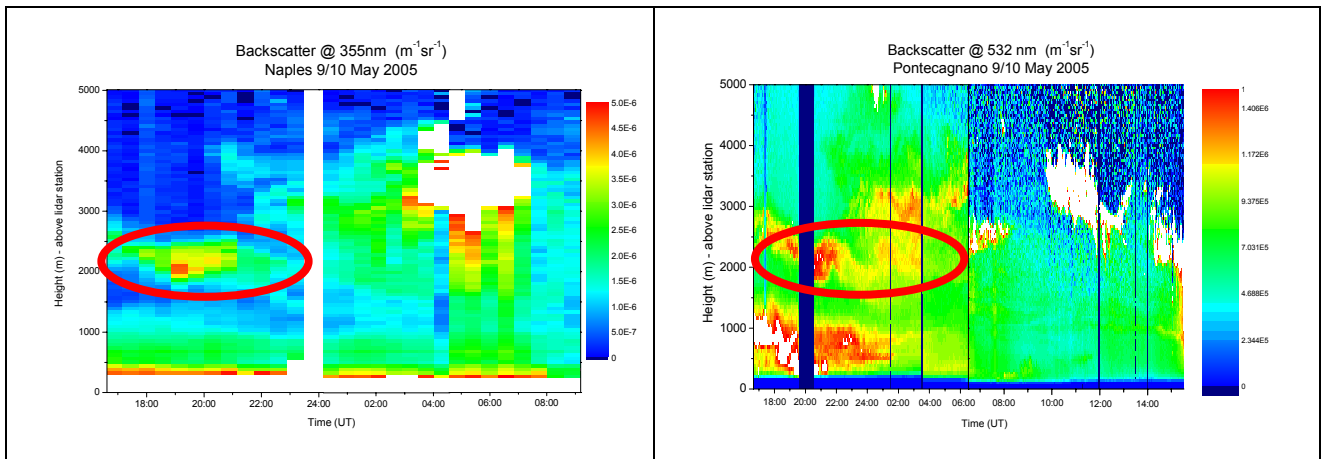 Backscatter @ 355nm (m⁻¹sr⁻¹)
Naples 9/10 May 2005
Height (m) - above lidar station
5000
4000
3000
2000
1000
0
18:00 20:00 22:00 24:00 02:00 04:00 06:00 08:00
Time (UT)
5.0E-6
4.5E-6
4.0E-6
3.5E-6
3.0E-6
2.5E-6
2.0E-6
1.5E-6
1.0E-6
5.0E-7
0
Backscatter @ 532 nm (m⁻¹sr⁻¹)
Pontecagnano 9/10 May 2005
Height (m) - above lidar station
5000
4000
3000
2000
1000
0
18:00 20:00 22:00 24:00 02:00 04:00 06:00 08:00 10:00 12:00 14:00
Time (UT)
1
1.406E6
1.172E6
9.375E5
7.031E5
4.688E5
2.344E5
0